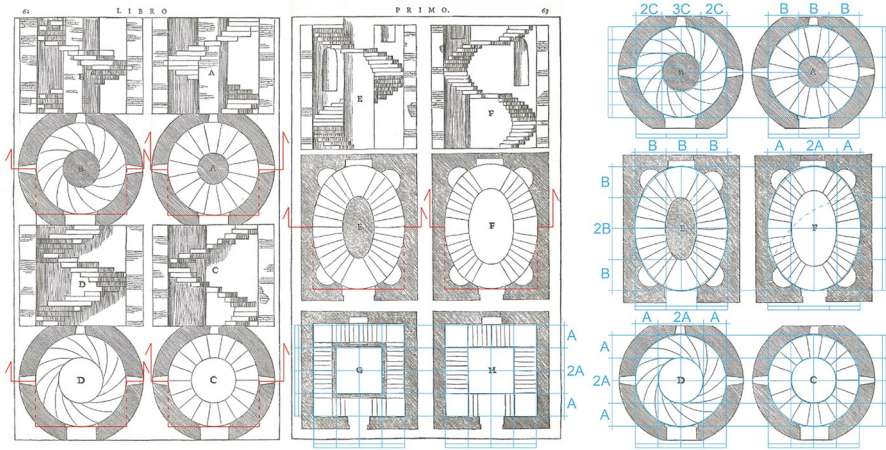 62 LIBRO
PRIMO. 63
2C 3C 2C
B B B
B
A
B
A
E
F
B
A
B A
B B B
A 2A A
B
2B
B
E
F
E
F
D
C
A 2A A
D
C
G
H
A
2A
A
A
2A
A
D
C